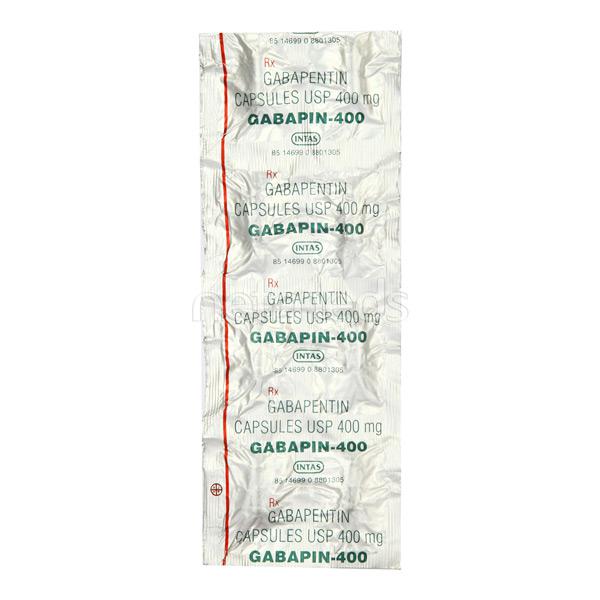 85 14699 0 8801305
Rx
GABAPENTIN
CAPSULES USP 400 mg
GABAPIN-400
INTAS
85 14699 0 8801305
Rx
GABAPENTIN
CAPSULES USP 400 mg
GABAPIN-400
INTAS
85 14699 0 8801305
Rx
GABAPENTIN
CAPSULES USP 400 mg
GABAPIN-400
INTAS
85 14699 0 8801305
Rx
GABAPENTIN
CAPSULES USP 400 mg
GABAPIN-400
INTAS
85 14699 0 8801305
Rx
GABAPENTIN
CAPSULES USP 400 mg
GABAPIN-400